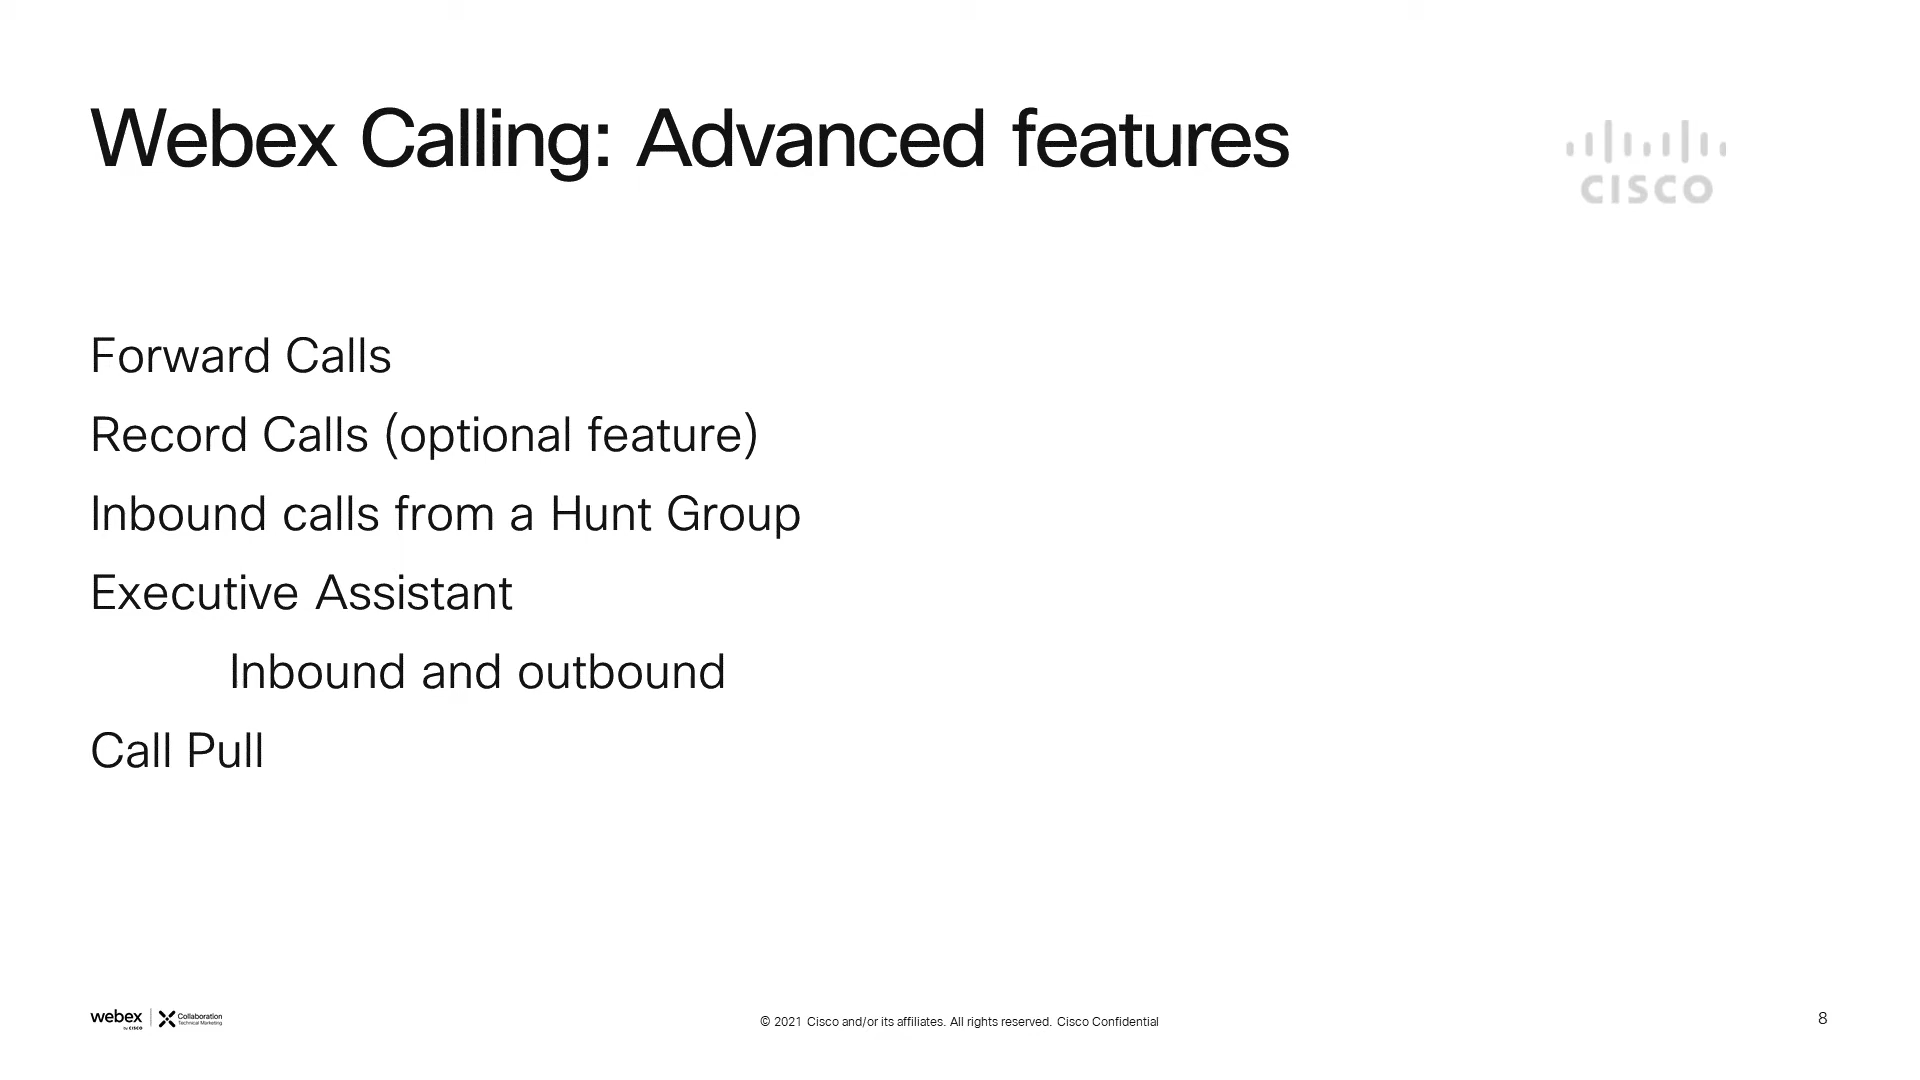 Webex Calling: Advanced features
CISCO
Forward Calls
Record Calls (optional feature)
Inbound calls from a Hunt Group
Executive Assistant
Inbound and outbound
Call Pull
webex
by CISCO
Collaboration
Technical Marketing
© 2021 Cisco and/or its affiliates. All rights reserved. Cisco Confidential
8